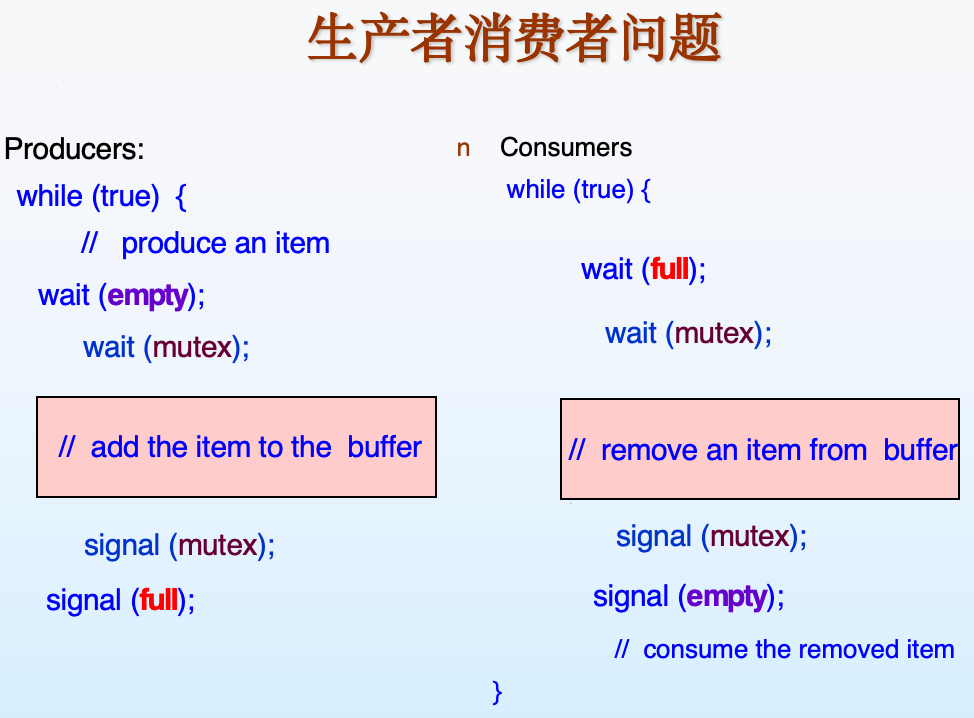 生产者消费者问题
Producers:
while (true) {
// produce an item
wait (empty);
wait (mutex);
// add the item to the buffer
signal (mutex);
signal (full);
n Consumers
while (true) {
wait (full);
wait (mutex);
// remove an item from buffer
signal (mutex);
signal (empty);
// consume the removed item
}